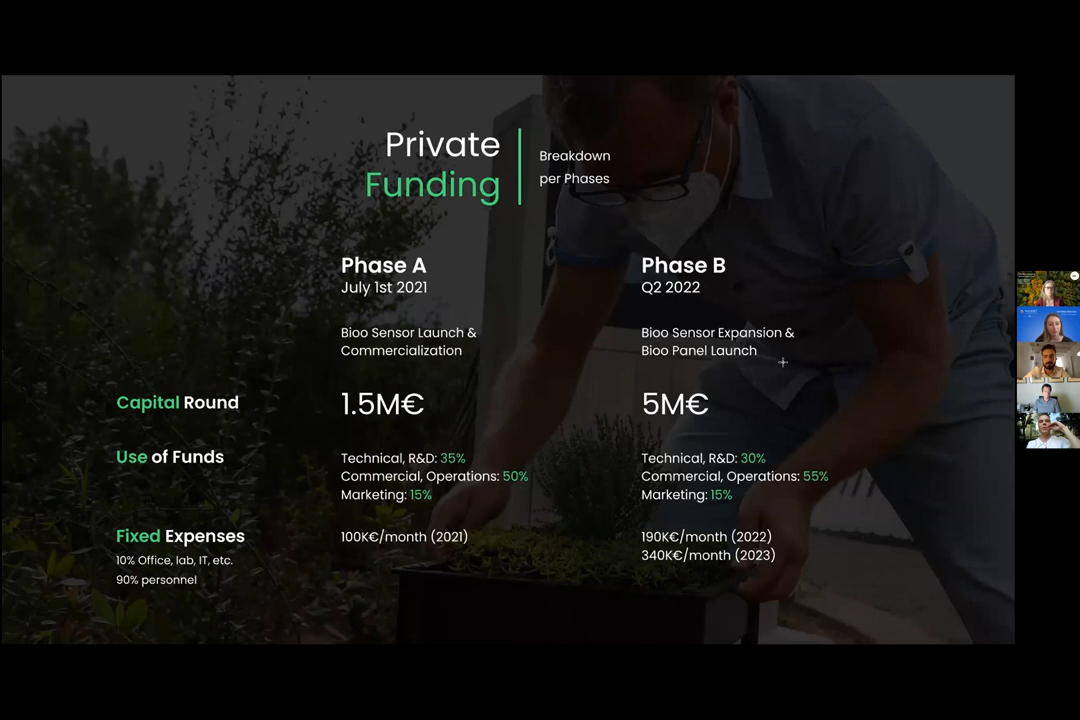 Private
Funding
Breakdown
per Phases
Phase A
July 1st 2021
Phase B
Q2 2022
Bioo Sensor Launch &
Commercialization
Bioo Sensor Expansion &
Bioo Panel Launch
Capital Round
1.5M€
5M€
Use of Funds
Technical, R&D: 35%
Commercial, Operations: 50%
Marketing: 15%
Technical, R&D: 30%
Commercial, Operations: 55%
Marketing: 15%
Fixed Expenses
10% Office, lab, IT, etc.
90% personnel
100K€/month (2021)
190K€/month (2022)
340K€/month (2023)